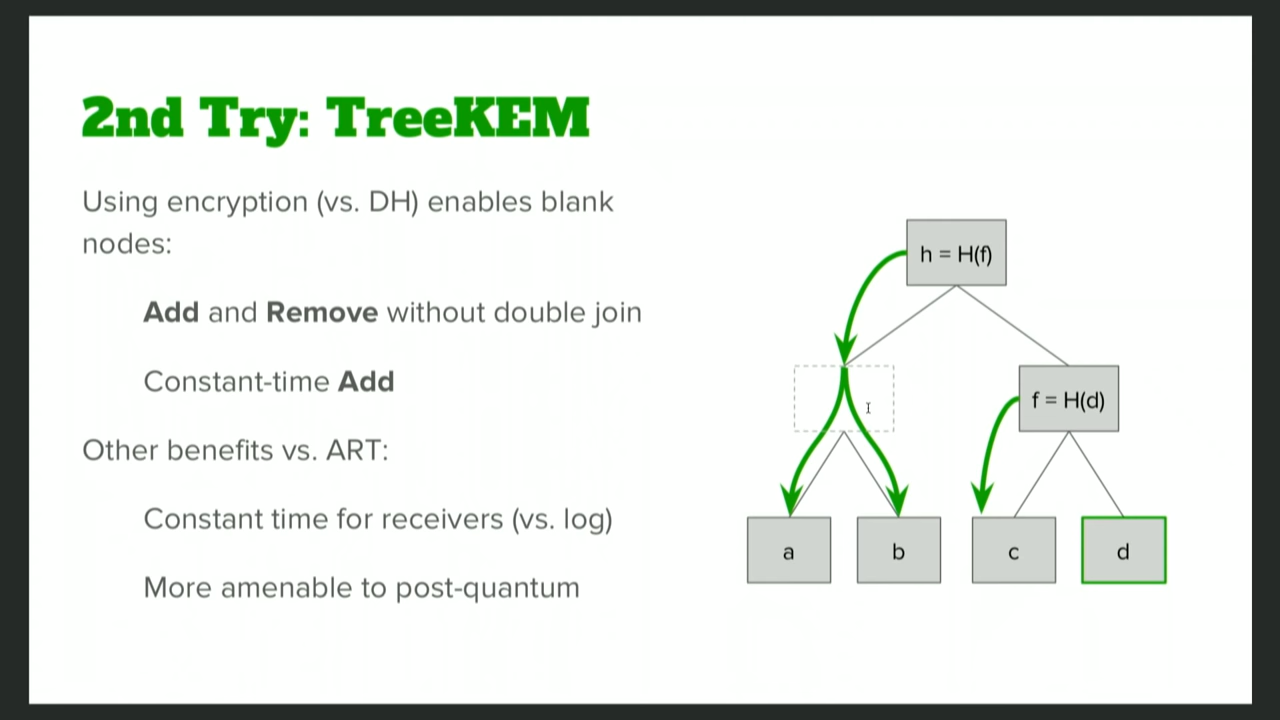 2nd Try: TreeKEM
Using encryption (vs. DH) enables blank
nodes:
Add and Remove without double join
Constant-time Add
Other benefits vs. ART:
Constant time for receivers (vs. log)
More amenable to post-quantum
h = H(f)
f = H(d)
a
b
c
d